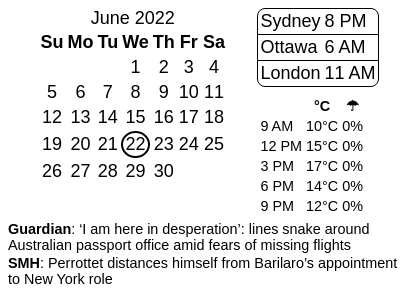 June 2022
Su Mo Tu We Th Fr Sa
1 2 3 4
5 6 7 8 9 10 11
12 13 14 15 16 17 18
19 20 21 22 23 24 25
26 27 28 29 30
Sydney 8 PM
Ottawa 6 AM
London 11 AM
°C ☂
9 AM 10°C 0%
12 PM 15°C 0%
3 PM 17°C 0%
6 PM 14°C 0%
9 PM 12°C 0%
Guardian: ‘I am here in desperation’: lines snake around
Australian passport office amid fears of missing flights
SMH: Perrottet distances himself from Barilaro’s appointment
to New York role